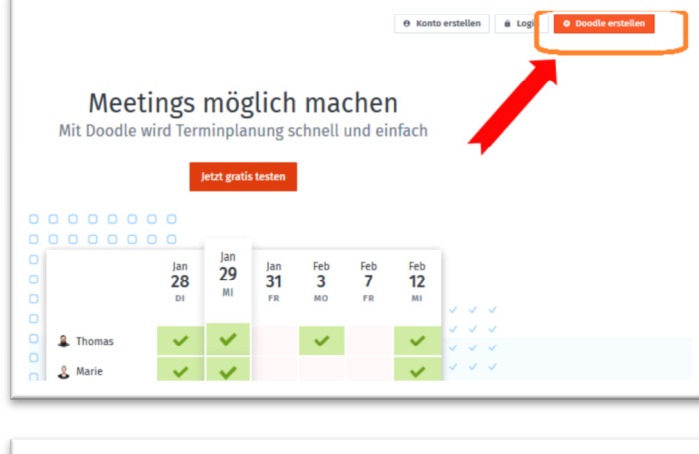 Konto erstellen Login Doodle erstellen
Meetings möglich machen
Mit Doodle wird Terminplanung schnell und einfach
Jetzt gratis testen
Jan Jan Jan Feb Feb Feb
28 29 31 3 7 12
DI MI FR MO FR MI
Thomas
Marie